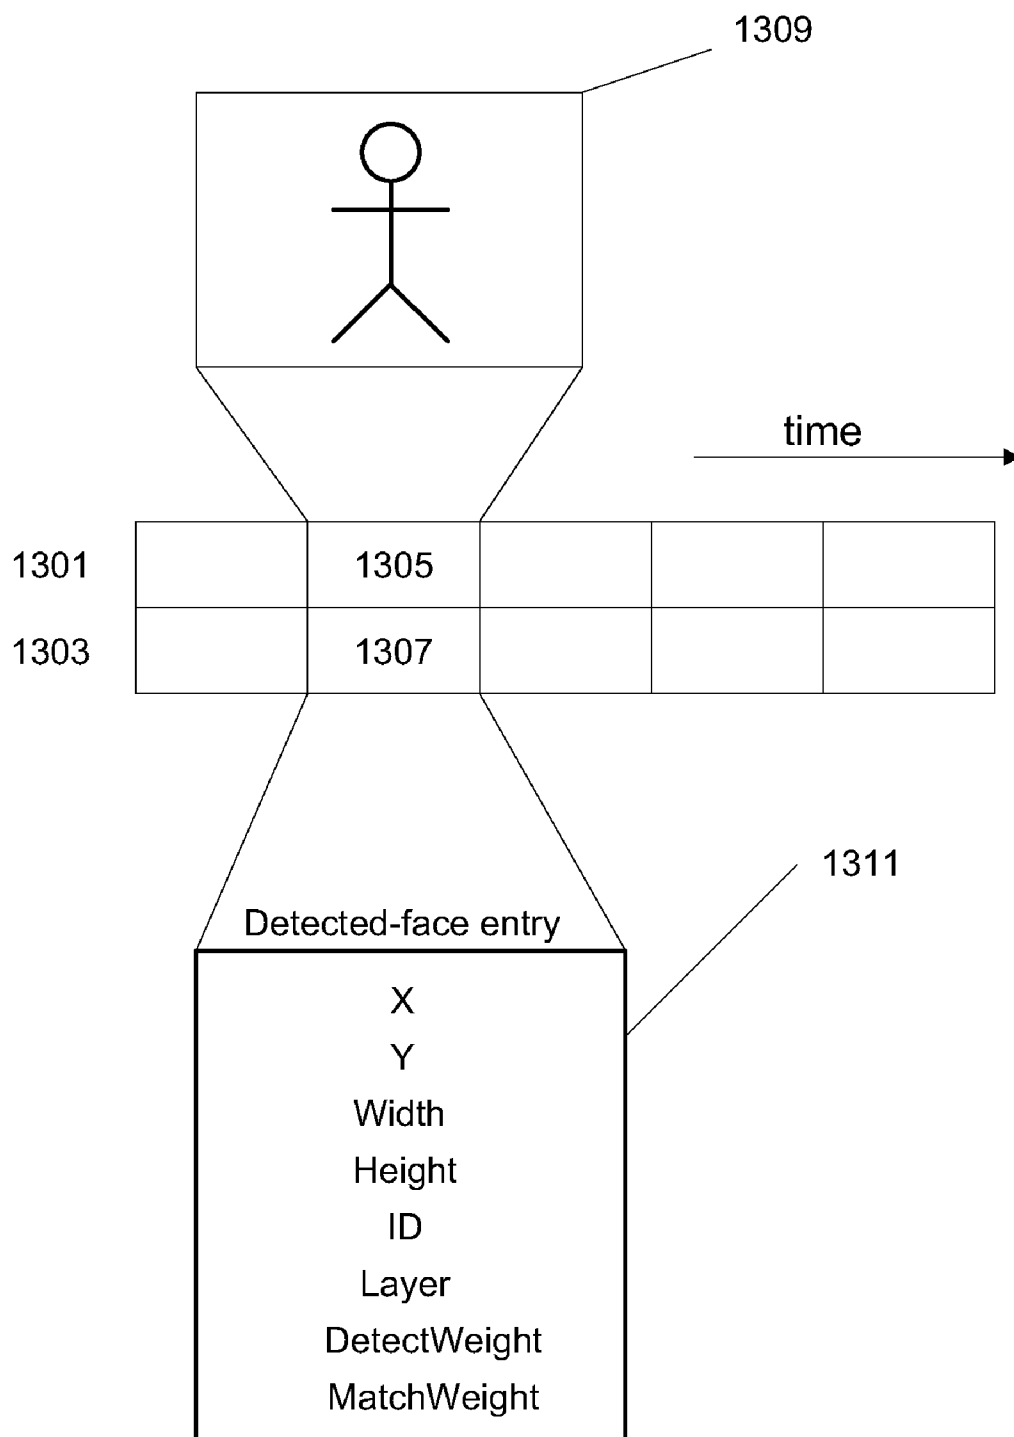 1309
time
1301 1305
1303 1307
1311
Detected-face entry
X
Y
Width
Height
ID
Layer
DetectWeight
MatchWeight